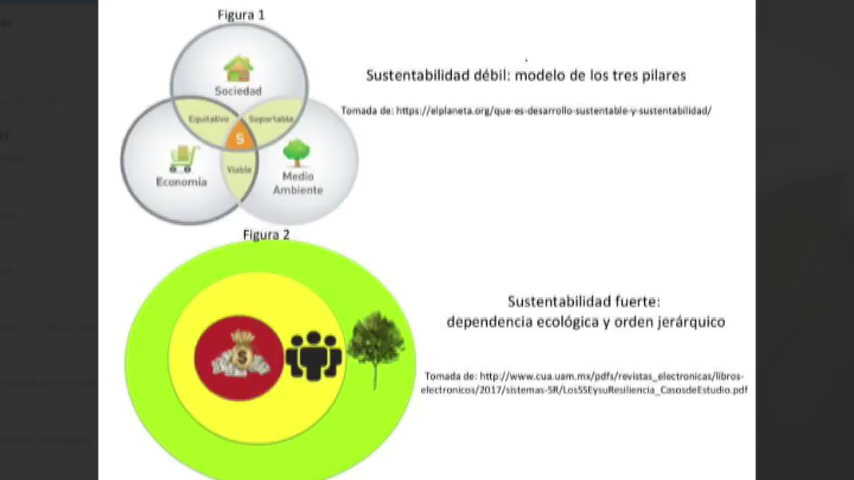 Figura 1
Sociedad
Equitativo
Soportable
S
Viable
Economía
Medio
Ambiente
Sustentabilidad débil: modelo de los tres pilares
Tomada de: https://elplaneta.org/que-es-desarrollo-sustentable-y-sustentabilidad/
Figura 2
$
Sustentabilidad fuerte:
dependencia ecológica y orden jerárquico
Tomada de: http://www.cua.uam.mx/pdfs/revistas_electronicas/libros-
electronicos/2017/sistemas-SR/LosSSEysuResiliencia_CasosdeEstudio.pdf